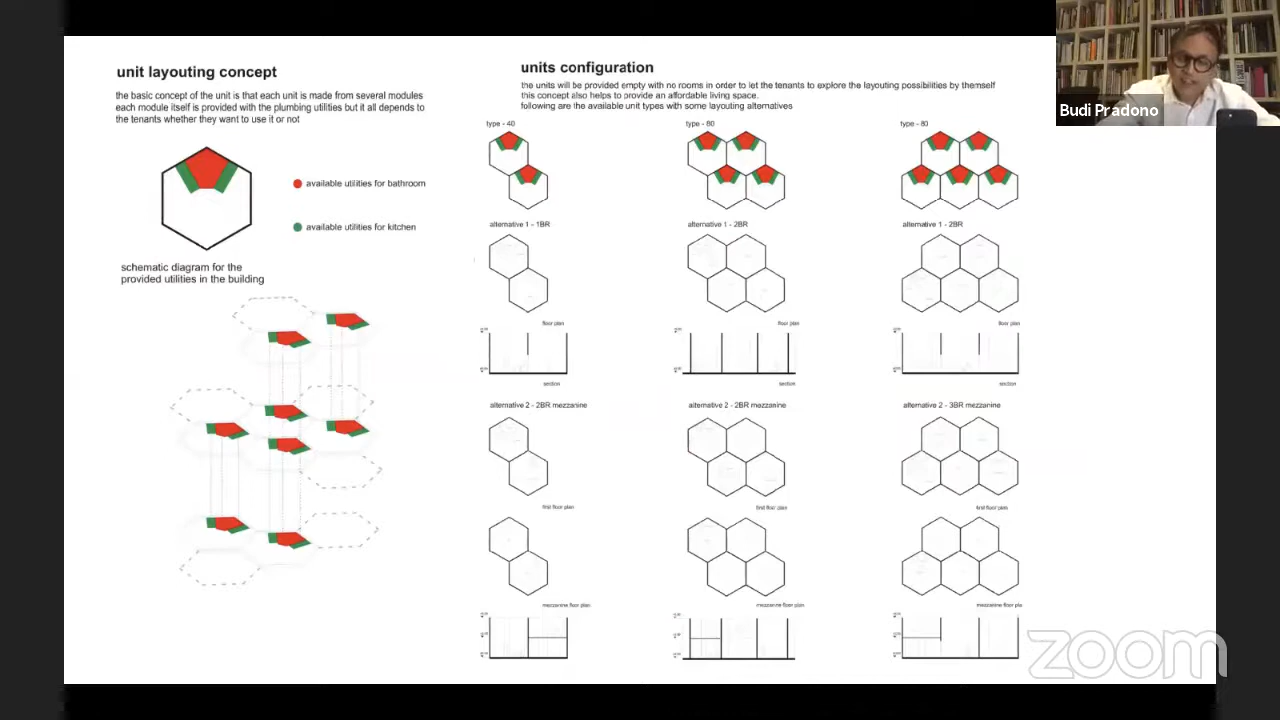 unit layouting concept
the basic concept of the unit is that each unit is made from several modules
each module itself is provided with the plumbing utilities but it all depends to
the tenants whether they want to use it or not
available utilities for bathroom
available utilities for kitchen
schematic diagram for the
provided utilities in the building
units configuration
the units will be provided empty with no rooms in order to let the tenants to explore the layouting possibilities by themself
this concept also helps to provide an affordable living space.
following are the available unit types with some layouting alternatives
type - 40
type - 80
type - 80
alternative 1 - 1BR
alternative 1 - 2BR
alternative 1 - 2BR
floor plan
floor plan
floor plan
section
section
section
alternative 2 - 2BR mezzanine
alternative 2 - 2BR mezzanine
alternative 2 - 3BR mezzanine
first floor plan
first floor plan
first floor plan
mezzanine floor plan
mezzanine floor plan
mezzanine floor pla
Budi Pradono
zoom